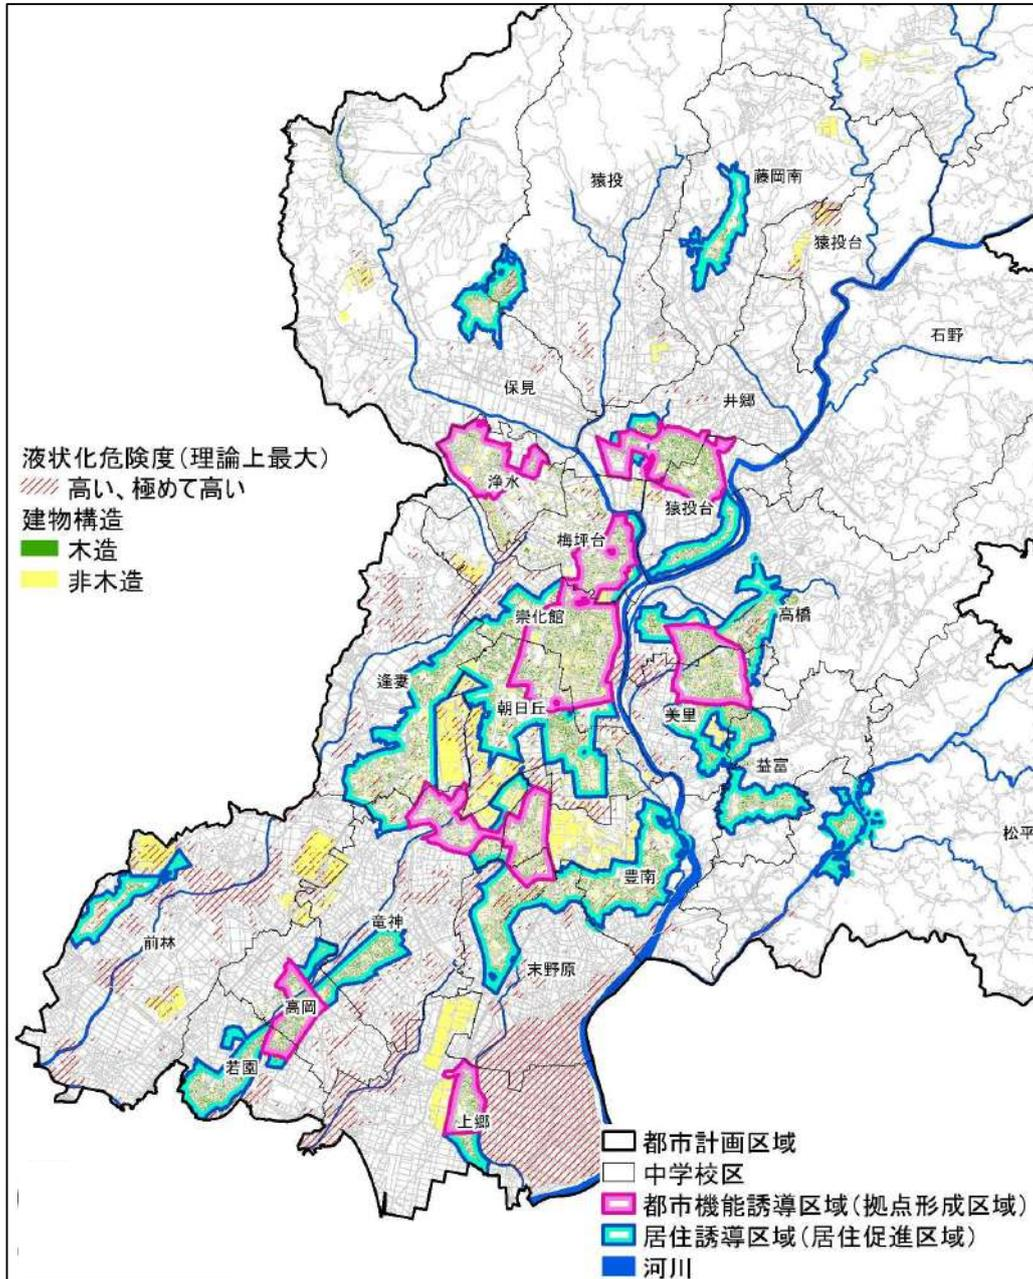 猿投
藤岡南
猿投台
石野
保見
井郷
液状化危険度(理論上最大)
高い、極めて高い
建物構造
木造
非木造
浄水
猿投台
梅坪台
崇化館
高橋
逢妻
朝日丘
美里
益富
松平
豊南
竜神
前林
末野原
高岡
若園
上郷
都市計画区域
中学校区
都市機能誘導区域(拠点形成区域)
居住誘導区域(居住促進区域)
河川